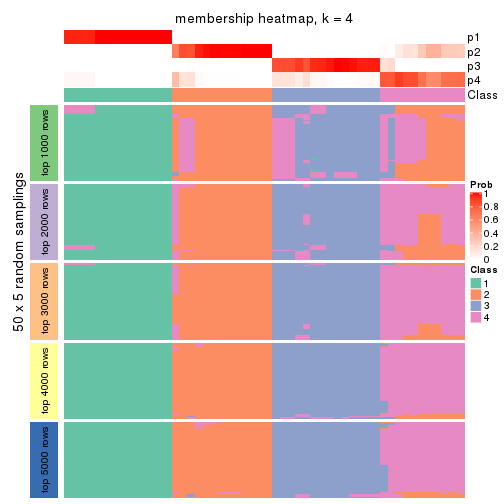 membership heatmap, k = 4
p1
p2
p3
p4
Class
50 x 5 random samplings
top 1000 rows
top 2000 rows
top 3000 rows
top 4000 rows
top 5000 rows
Prob
1
0.8
0.6
0.4
0.2
0
Class
1
2
3
4